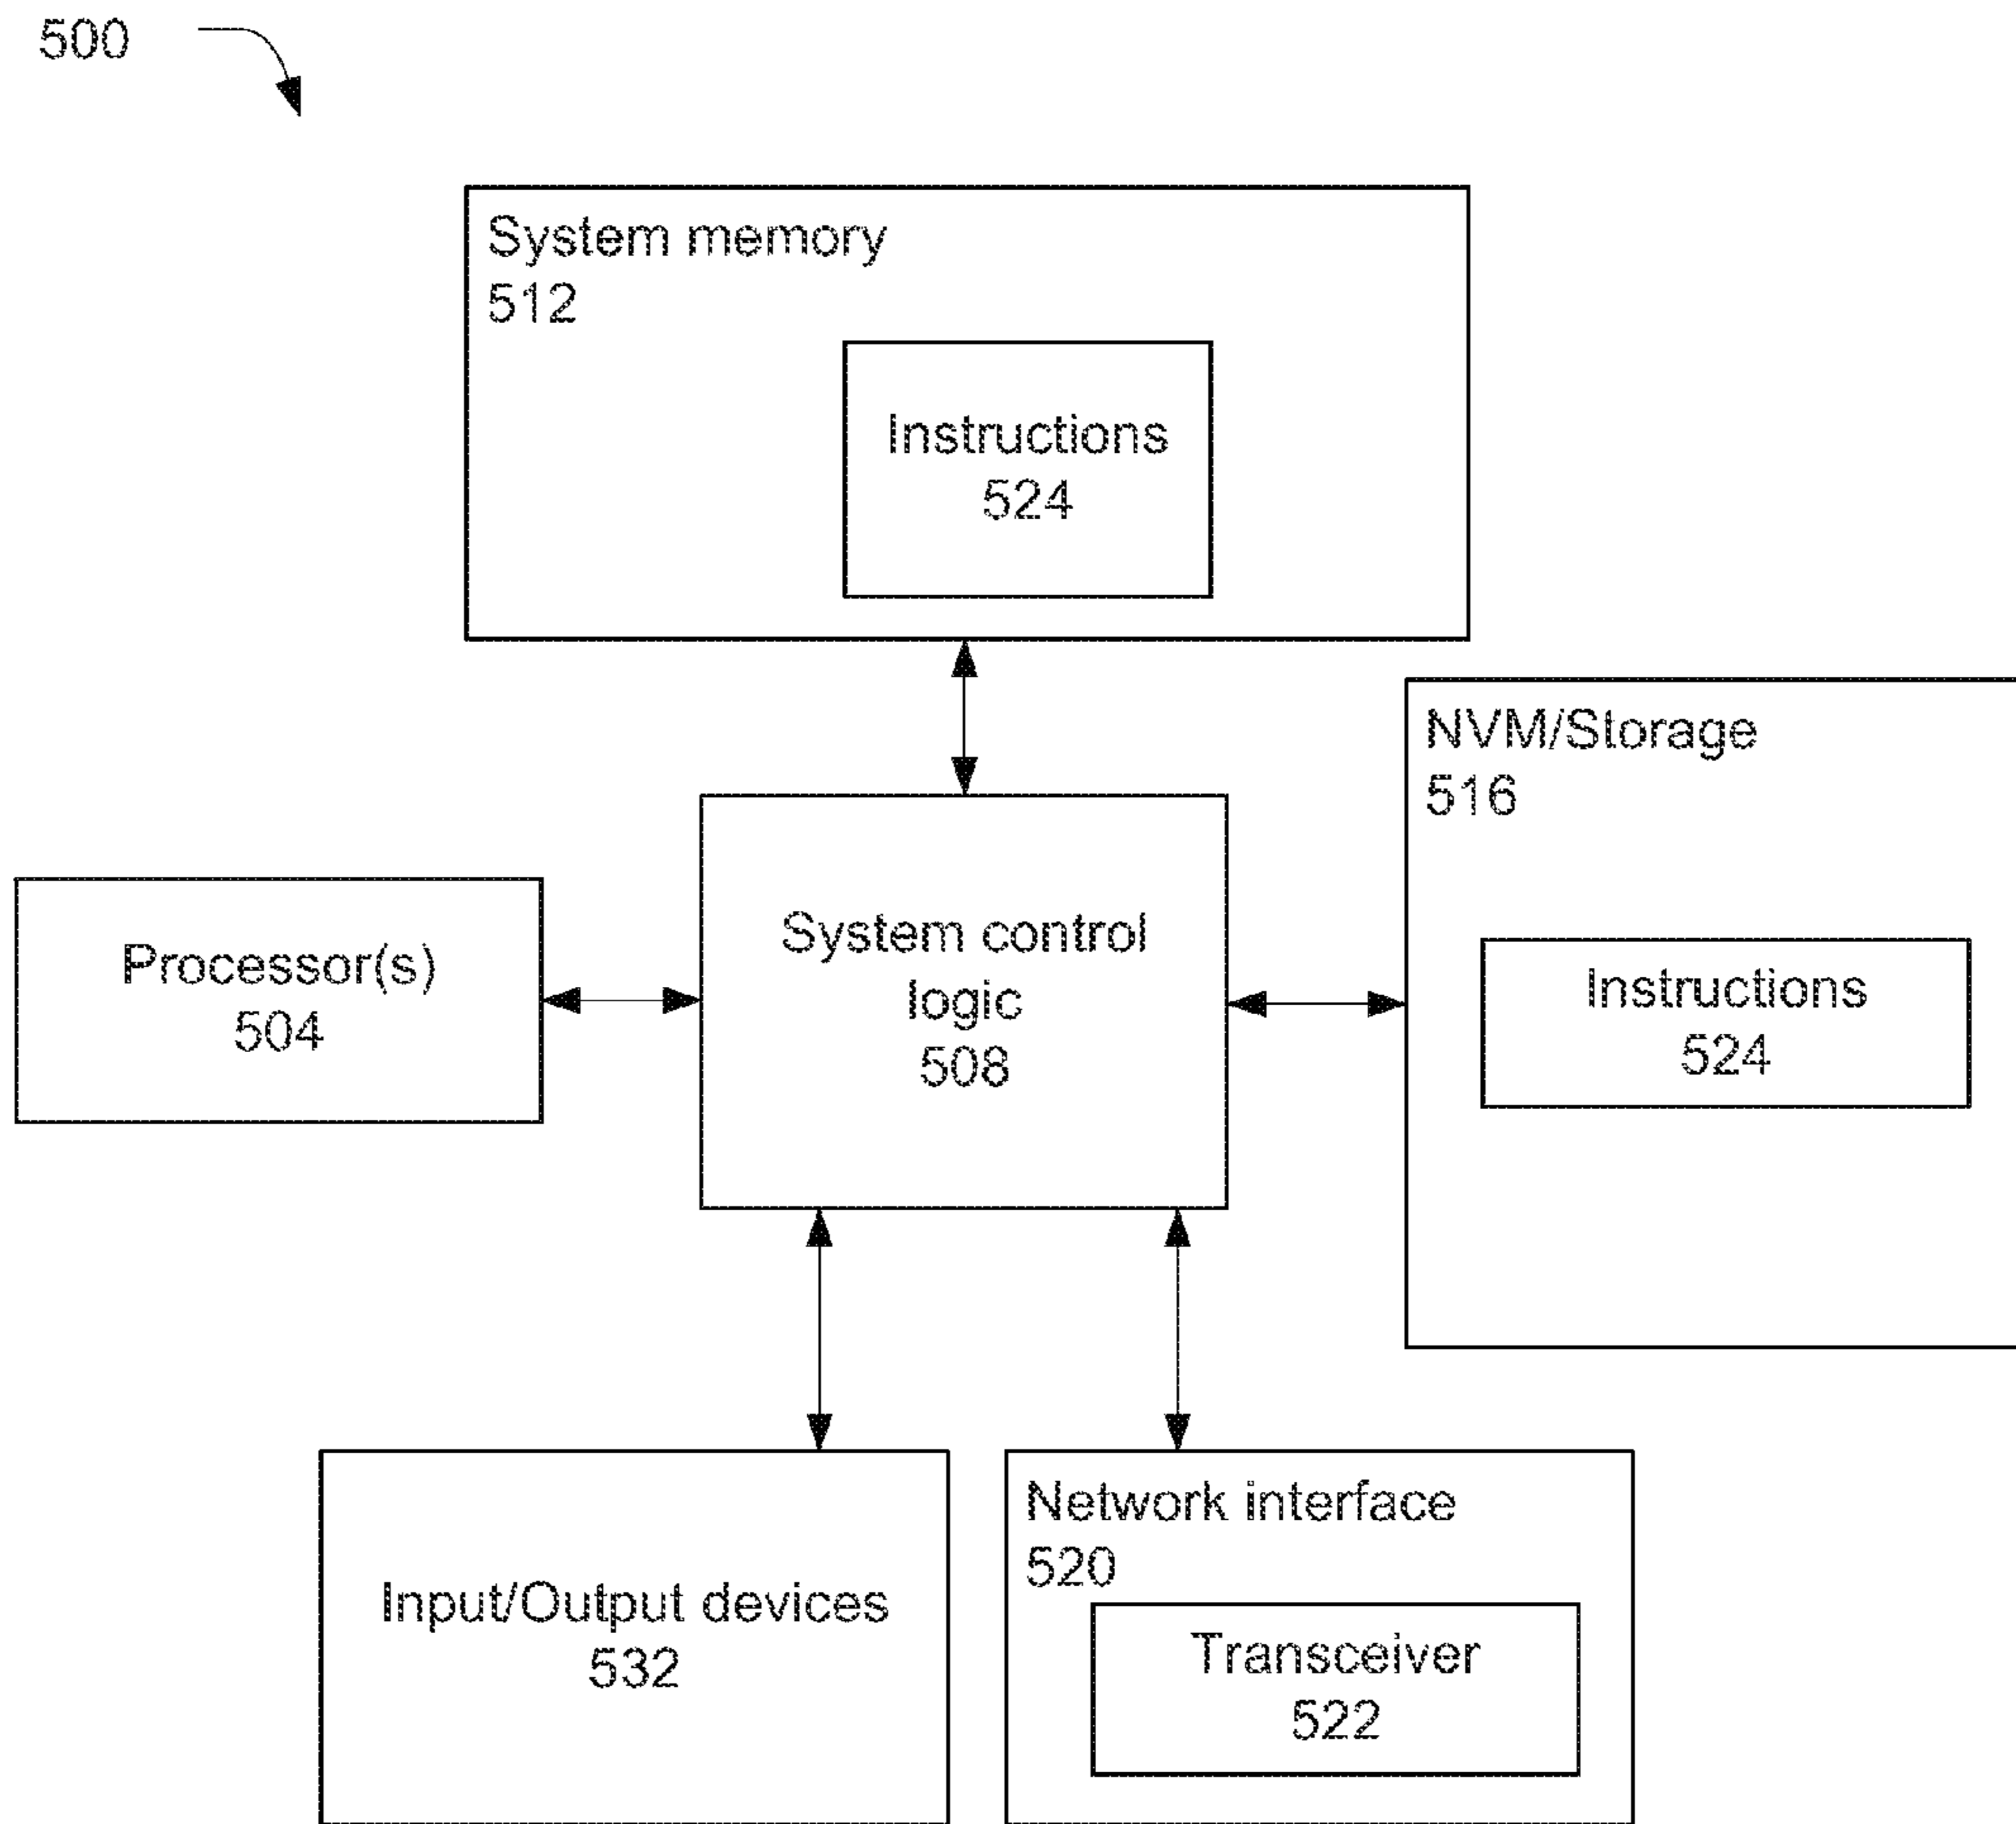 500
System memory
512
Instructions
524
NVM/Storage
516
Instructions
524
System control
logic
508
Processor(s)
504
Input/Output devices
532
Network interface
520
Transceiver
522